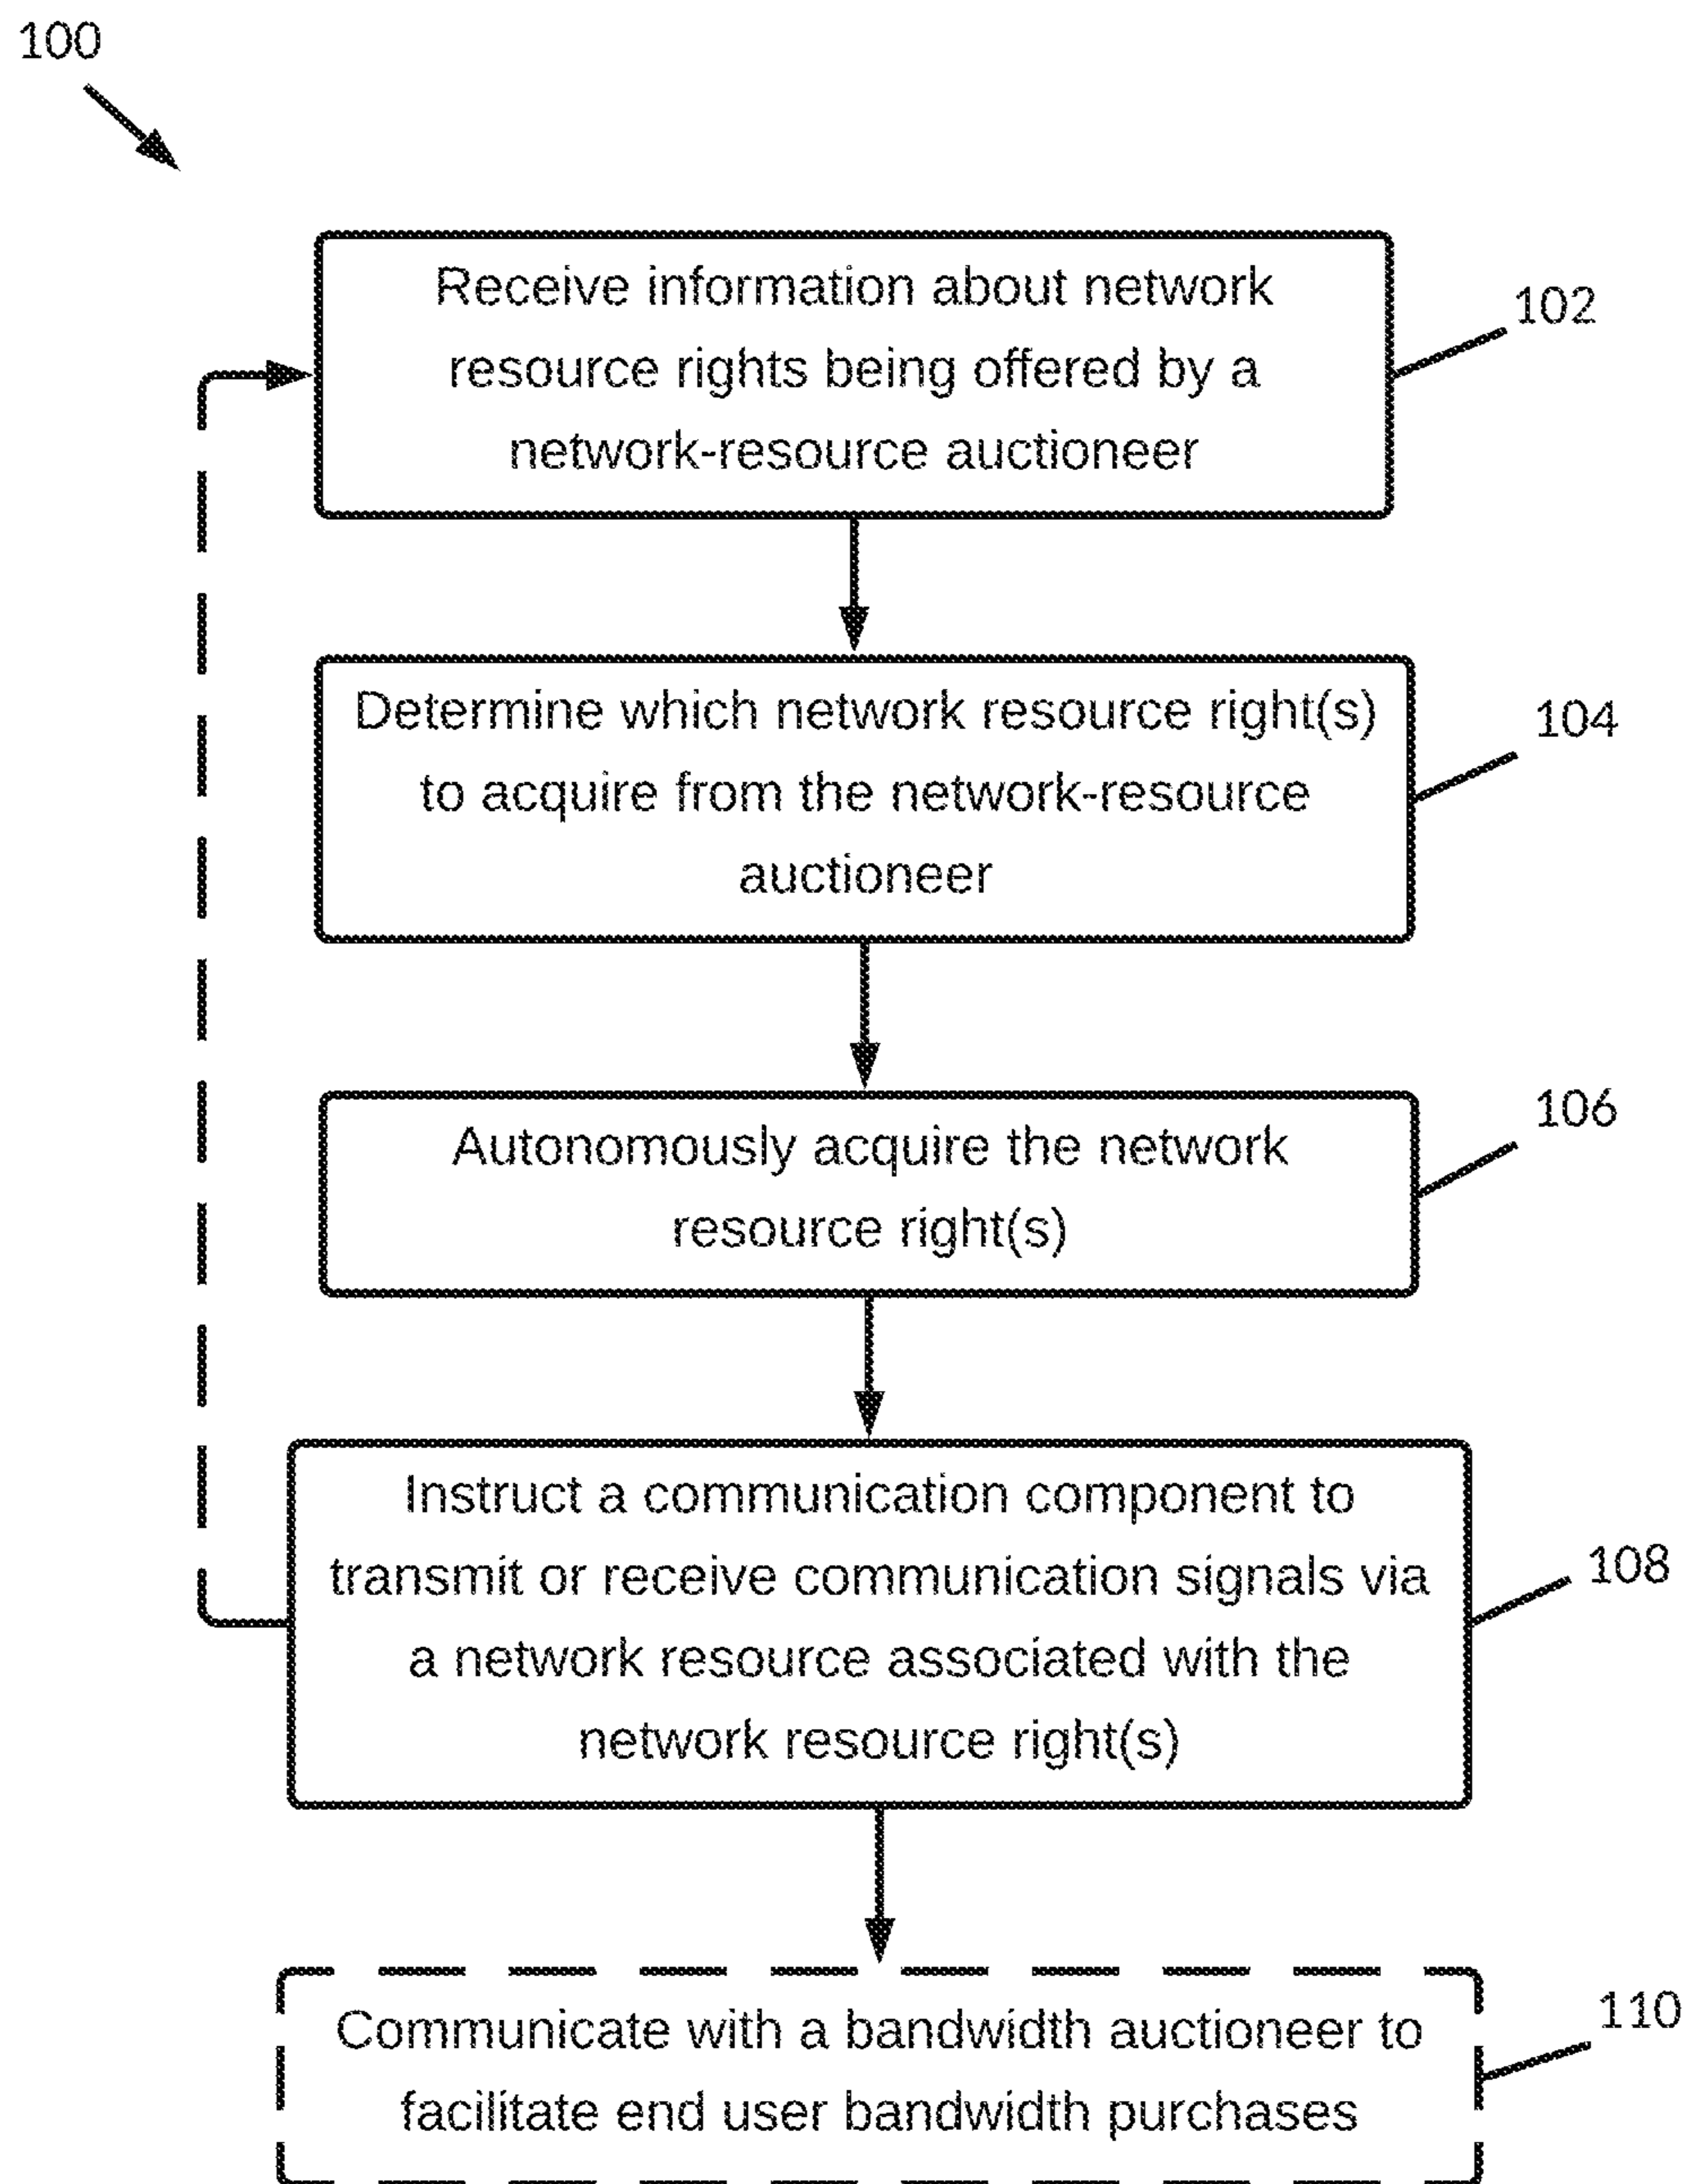 100
Receive information about network
resource rights being offered by a
network-resource auctioneer
102
Determine which network resource right(s)
to acquire from the network-resource
auctioneer
104
Autonomously acquire the network
resource right(s)
106
Instruct a communication component to
transmit or receive communication signals via
a network resource associated with the
network resource right(s)
108
Communicate with a bandwidth auctioneer to
facilitate end user bandwidth purchases
110